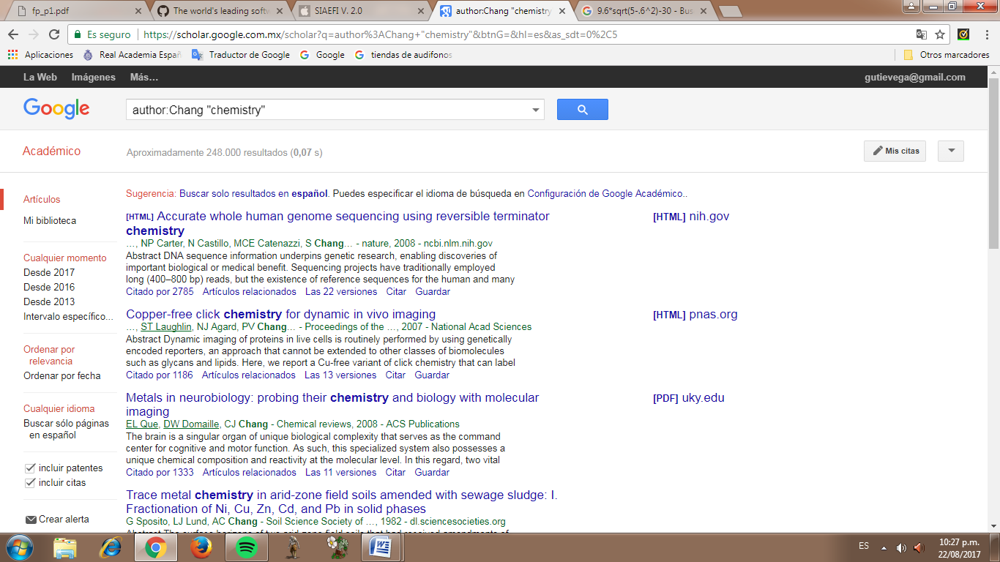 fp_p1.pdf
The world's leading softw
SIAEFI V. 2.0
author:Chang "chemistry
9.6*sqrt(5-.6^2)-30 - Bus
Es seguro
https://scholar.google.com.mx/scholar?q=author%3AChang+"chemistry"&btnG=&hl=es&as_sdt=0%2C5
Aplicaciones
Real Academia Españ
Traductor de Google
Google
tiendas de audifonos
Otros marcadores
La Web Imágenes Más…
gutievega@gmail.com
Google
author:Chang "chemistry"
Académico
Aproximadamente 248.000 resultados (0,07 s)
Mis citas
Artículos
Mi biblioteca
Cualquier momento
Desde 2017
Desde 2016
Desde 2013
Intervalo específico...
Ordenar por
relevancia
Ordenar por fecha
Cualquier idioma
Buscar sólo páginas
en español
incluir patentes
incluir citas
Crear alerta
Sugerencia: Buscar solo resultados en español. Puedes especificar el idioma de búsqueda en Configuración de Google Académico..
[HTML] Accurate whole human genome sequencing using reversible terminator
chemistry
…, NP Carter, N Castillo, MCE Catenazzi, S Chang… - nature, 2008 - ncbi.nlm.nih.gov
Abstract DNA sequence information underpins genetic research, enabling discoveries of
important biological or medical benefit. Sequencing projects have traditionally employed
long (400–800 bp) reads, but the existence of reference sequences for the human and many
Citado por 2785 Artículos relacionados Las 22 versiones Citar Guardar
[HTML] nih.gov
Copper-free click chemistry for dynamic in vivo imaging
…, ST Laughlin, NJ Agard, PV Chang… - Proceedings of the …, 2007 - National Acad Sciences
Abstract Dynamic imaging of proteins in live cells is routinely performed by using genetically
encoded reporters, an approach that cannot be extended to other classes of biomolecules
such as glycans and lipids. Here, we report a Cu-free variant of click chemistry that can label
Citado por 1186 Artículos relacionados Las 13 versiones Citar Guardar
[HTML] pnas.org
Metals in neurobiology: probing their chemistry and biology with molecular
imaging
EL Que, DW Domaille, CJ Chang - Chemical reviews, 2008 - ACS Publications
The brain is a singular organ of unique biological complexity that serves as the command
center for cognitive and motor function. As such, this specialized system also possesses a
unique chemical composition and reactivity at the molecular level. In this regard, two vital
Citado por 1333 Artículos relacionados Las 11 versiones Citar Guardar
[PDF] uky.edu
Trace metal chemistry in arid-zone field soils amended with sewage sludge: I.
Fractionation of Ni, Cu, Zn, Cd, and Pb in solid phases
G Sposito, LJ Lund, AC Chang - Soil Science Society of …, 1982 - dl.sciencesocieties.org
Abstract The surface horizons of two arid-zone field soils that had received amendments of
ES
10:27 p.m.
22/08/2017